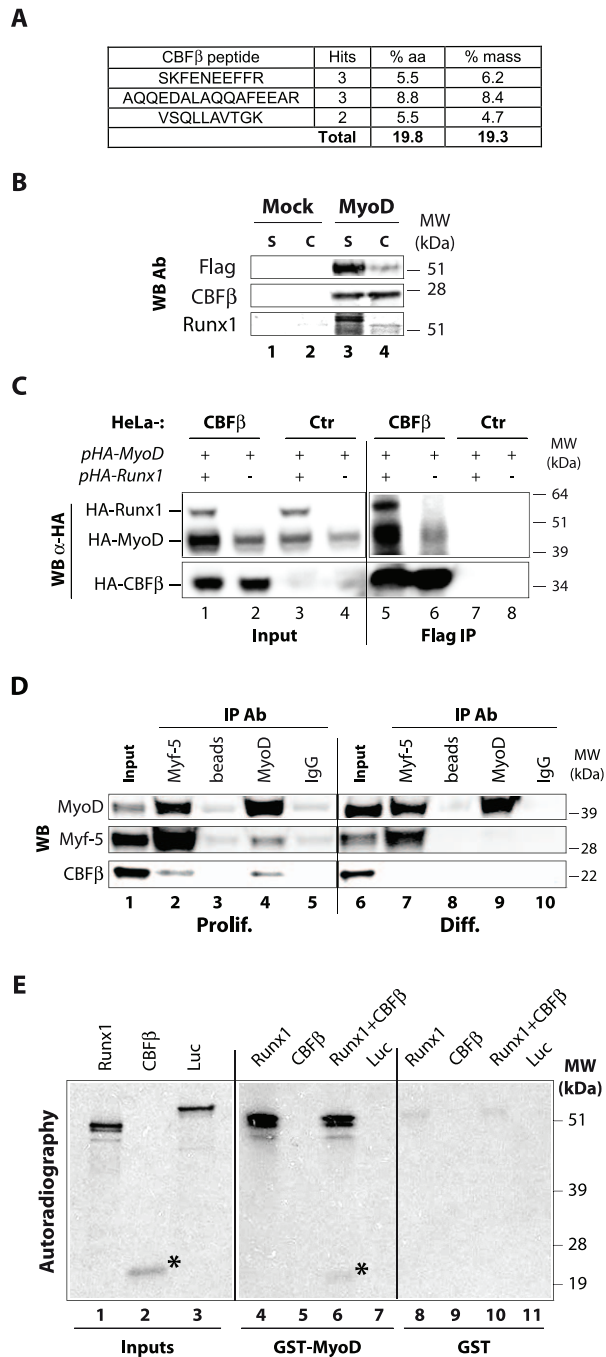 A
CBFβ peptide Hits % aa % mass
SKFENEEFFR 3 5.5 6.2
AQQEDALAQQAFEEAR 3 8.8 8.4
VSQLLAVTGK 2 5.5 4.7
Total 19.8 19.3
B
Mock MyoD MW
S C S C (kDa)
WB Ab
Flag 51
CBFβ 28
Runx1 51
1 2 3 4
C
HeLa-: CBFβ Ctr CBFβ Ctr
MW
(kDa)
pHA-MyoD + + + + + + + +
pHA-Runx1 + - + - + - + -
WB α-HA
64
HA-Runx1
51
HA-MyoD
39
HA-CBFβ 34
1 2 3 4 5 6 7 8
Input Flag IP
D
IP Ab IP Ab
Input Myf-5 beads MyoD IgG Input Myf-5 beads MyoD IgG
MW
(kDa)
WB
MyoD 39
Myf-5 28
CBFβ 22
1 2 3 4 5 6 7 8 9 10
Prolif. Diff.
E
Runx1 CBFβ Luc Runx1 CBFβ Runx1+CBFβ Luc Runx1 CBFβ Runx1+CBFβ Luc
MW
(kDa)
Autoradiography
51
39
28
* *
19
1 2 3 4 5 6 7 8 9 10 11
Inputs GST-MyoD GST